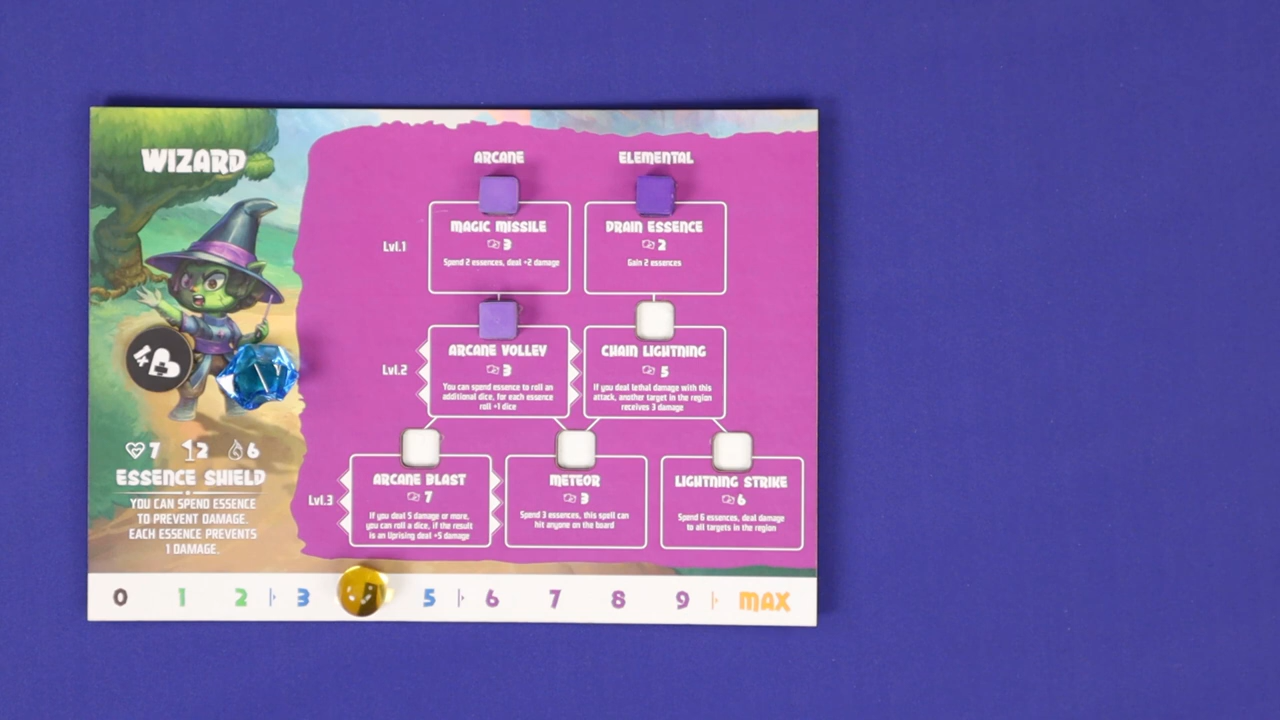 WIZARD
ARCANE
ELEMENTAL
Lvl.1
MAGIC MISSILE
3
Spend 2 essences, deal +2 damage
DRAIN ESSENCE
2
Gain 2 essences
Lvl.2
ARCANE VOLLEY
3
You can spend essence to roll an
additional dice, for each essence
roll +1 dice
CHAIN LIGHTNING
5
If you deal lethal damage with this
attack, another target in the region
receives 3 damage
4x
7 2 6
ESSENCE SHIELD
YOU CAN SPEND ESSENCE
TO PREVENT DAMAGE.
EACH ESSENCE PREVENTS
1 DAMAGE.
Lvl.3
ARCANE BLAST
7
If you deal 5 damage or more,
you can roll a dice, if the result
is an Uprising deal +5 damage
METEOR
3
Spend 3 essences, this spell can
hit anyone on the board
LIGHTNING STRIKE
6
Spend 6 essences, deal damage
to all targets in the region
0 1 2 3 5 6 7 8 9 MAX